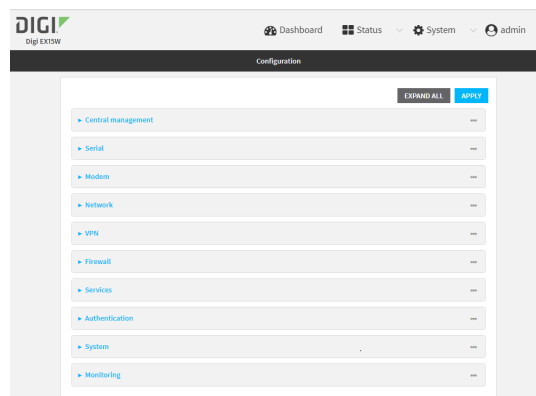 DIGI
Digi EX15W
Dashboard
Status
System
admin
Configuration
EXPAND ALL
APPLY
Central management
Serial
Modem
Network
VPN
Firewall
Services
Authentication
System
Monitoring